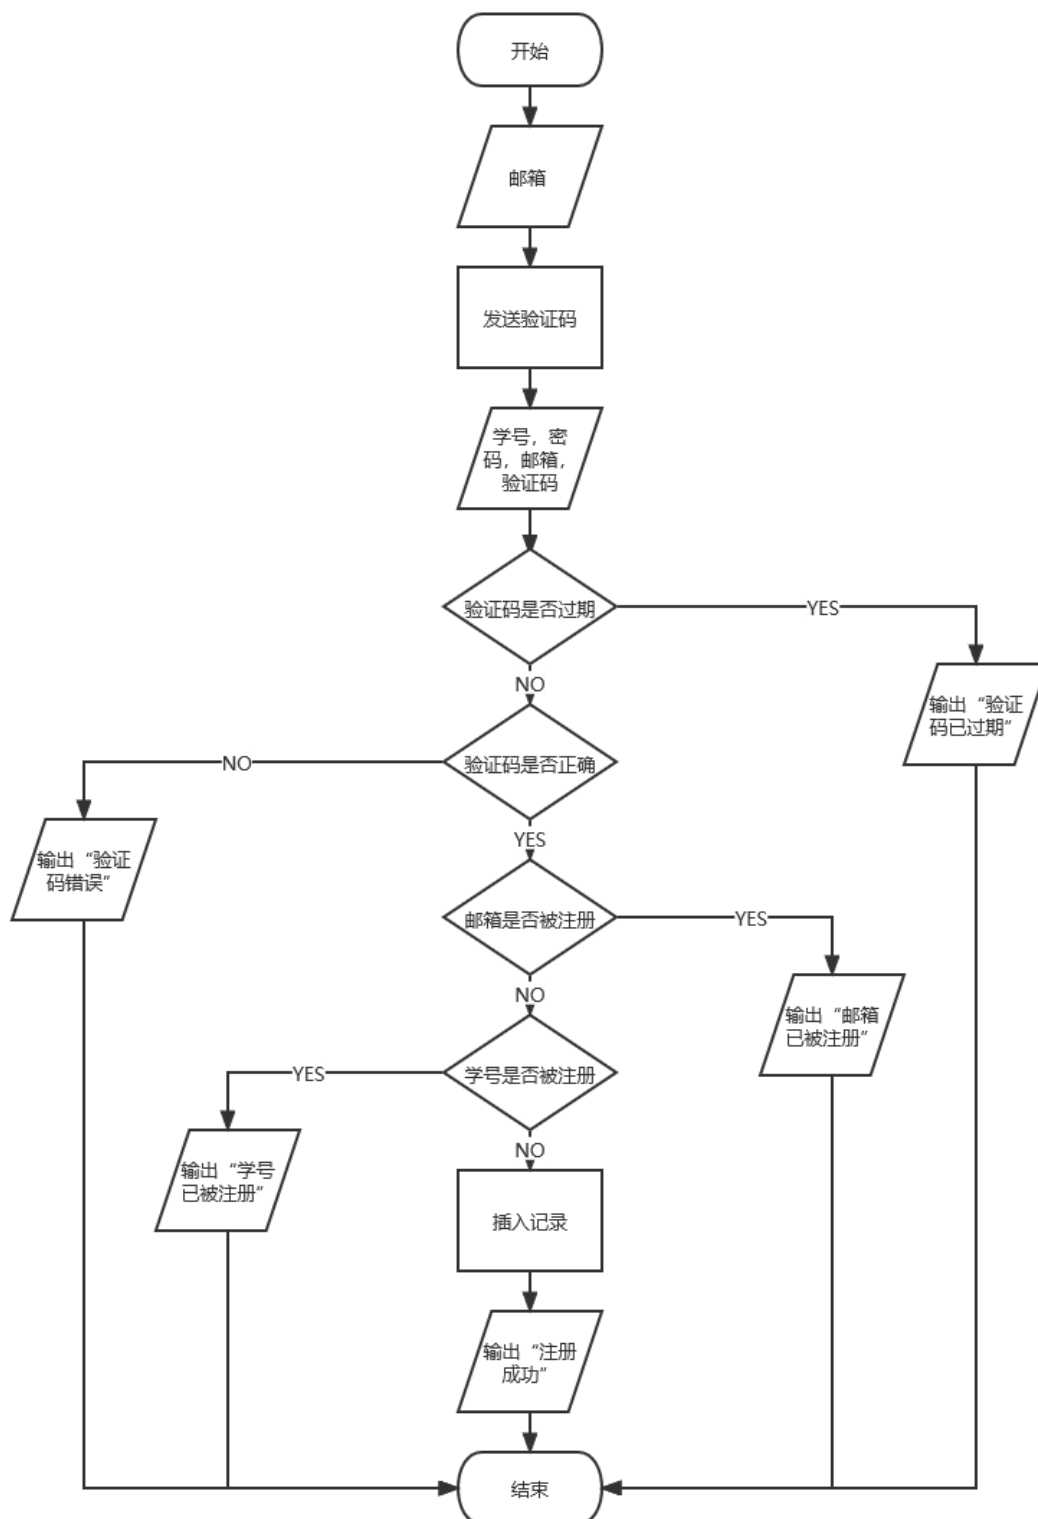 开始
邮箱
发送验证码
学号，密
码，邮箱，
验证码
验证码是否过期
YES
NO
输出“验证
码已过期”
验证码是否正确
NO
YES
输出“验证
码错误”
邮箱是否被注册
YES
NO
输出“邮箱
已被注册”
学号是否被注册
YES
NO
输出“学号
已被注册”
插入记录
输出“注册
成功”
结束